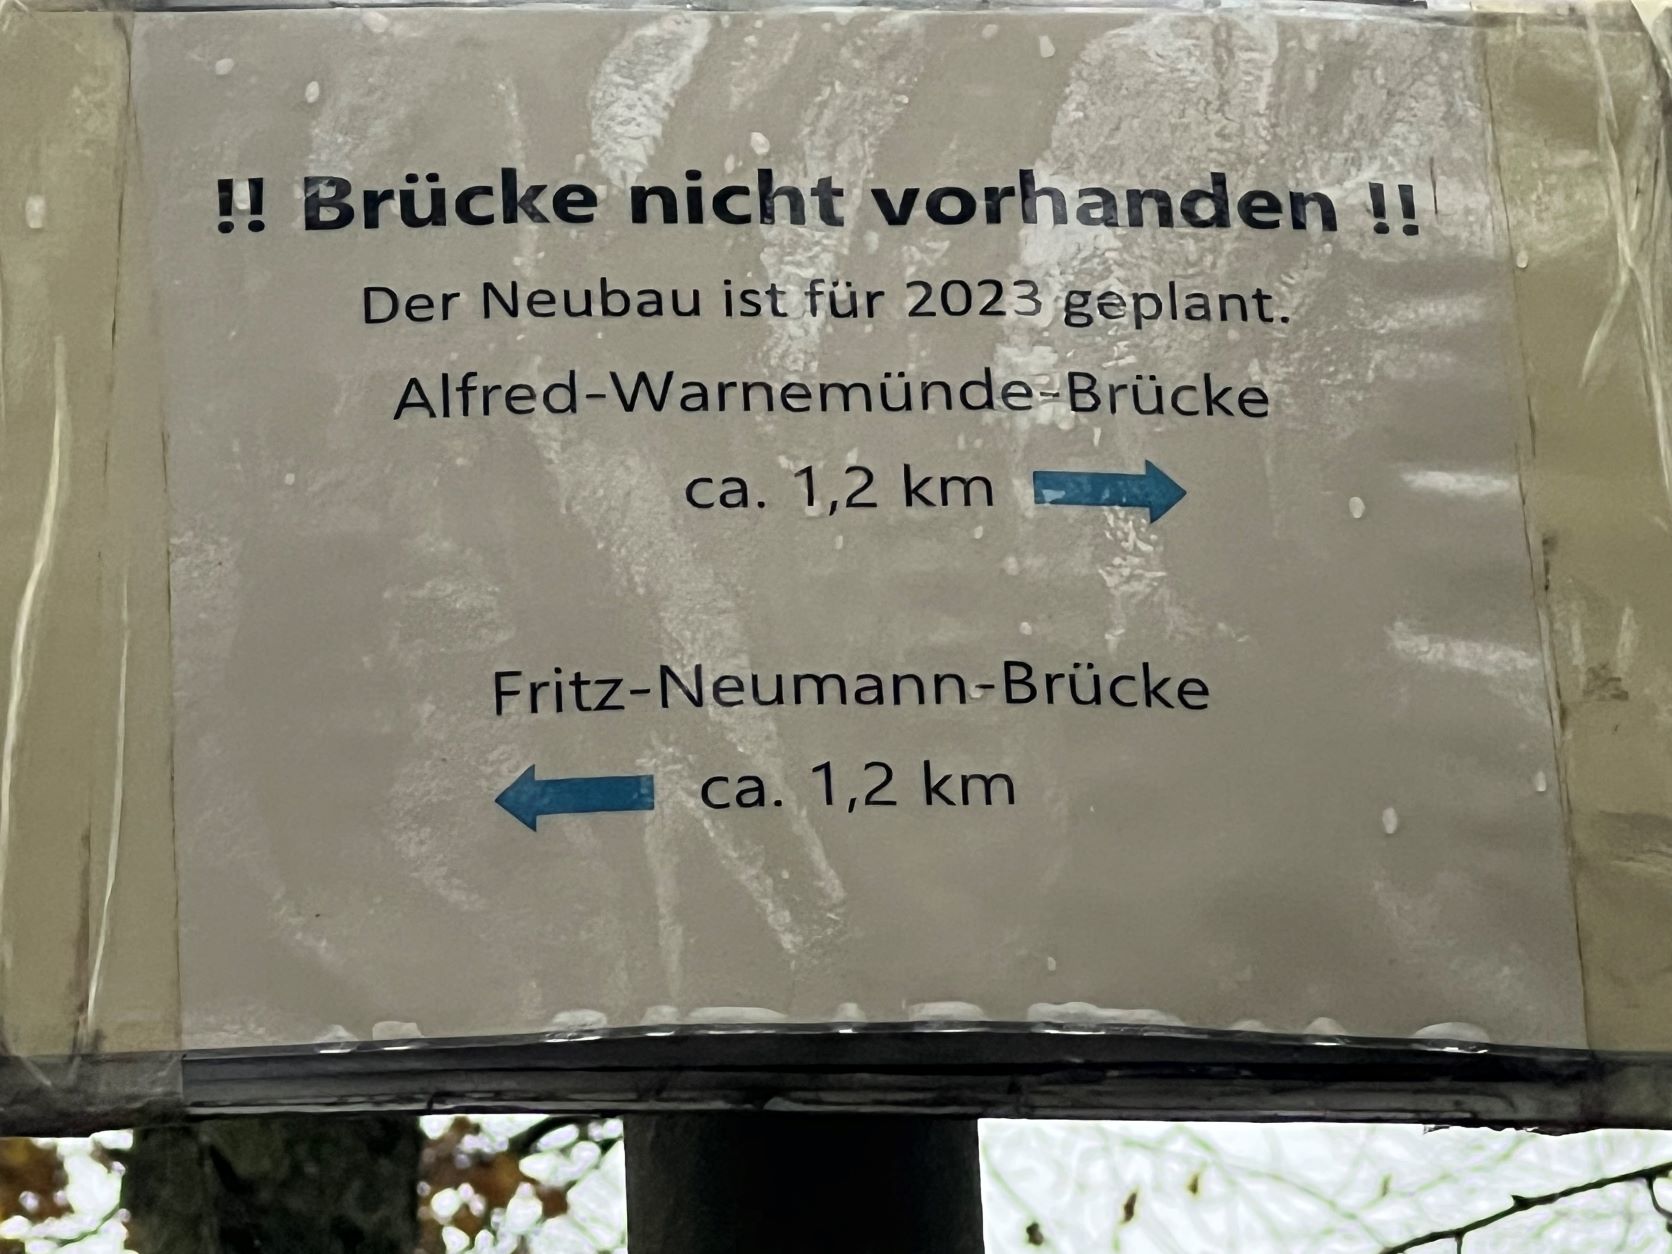 !! Brücke nicht vorhanden !!
Der Neubau ist für 2023 geplant.
Alfred-Warnemünde-Brücke
ca. 1,2 km
Fritz-Neumann-Brücke
ca. 1,2 km